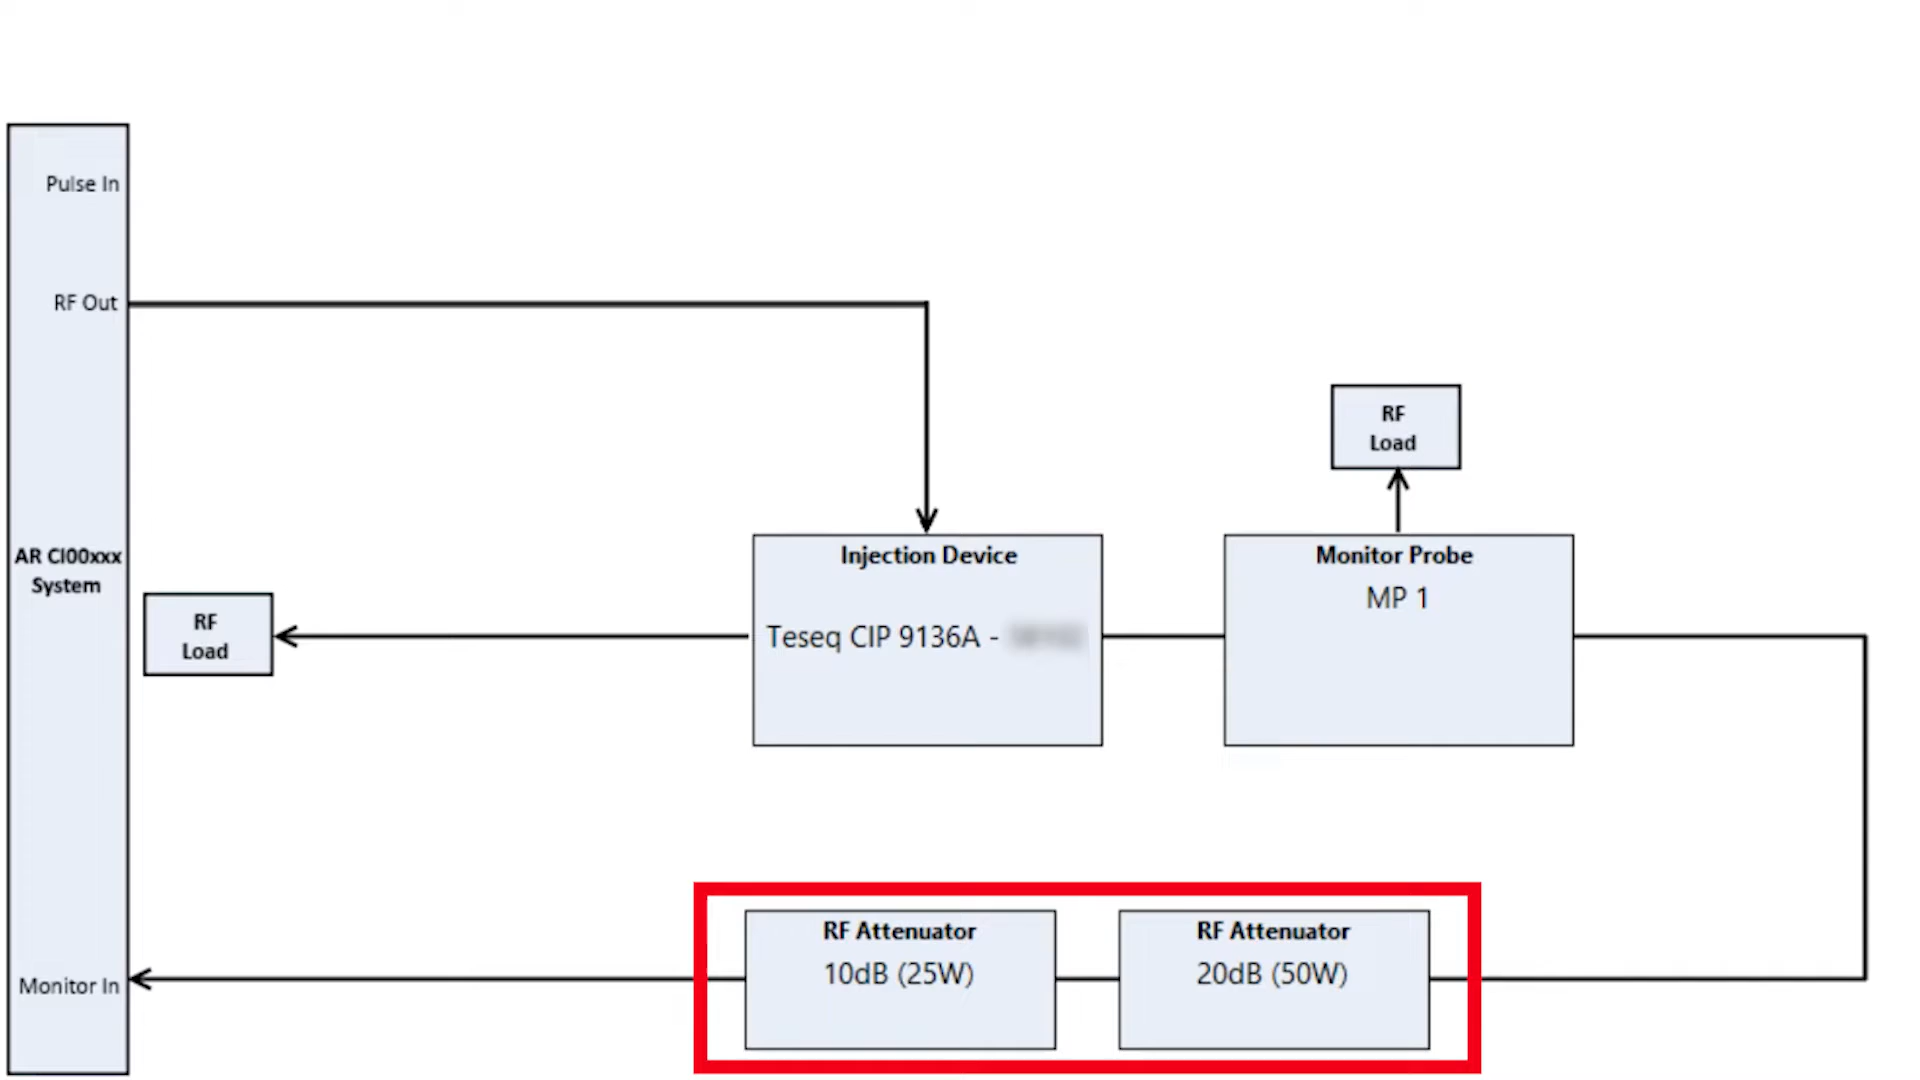 Pulse In
RF Out
RF
Load
AR CI00xxx
System
Injection Device
Monitor Probe
MP 1
RF
Load
Teseq CIP 9136A -
RF Attenuator
RF Attenuator
10dB (25W)
20dB (50W)
Monitor In